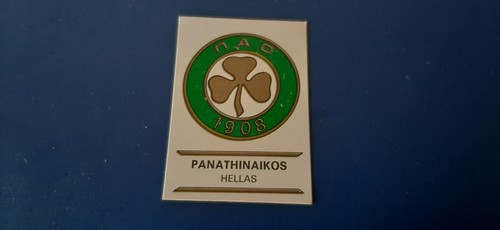 ΠΑΟ
1908
PANATHINAIKOS
HELLAS